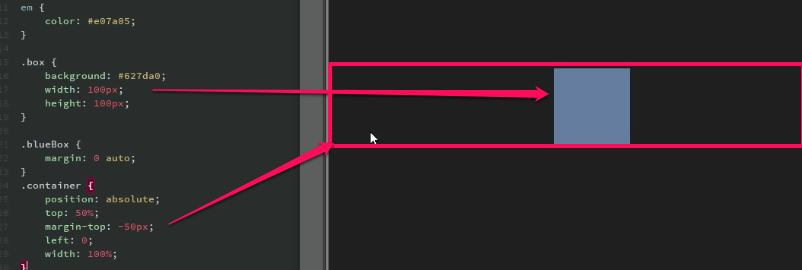 em {
color: #e07a05;
}
.box {
background: #627da0;
width: 100px;
height: 100px;
}
.blueBox {
margin: 0 auto;
}
.container {
position: absolute;
top: 50%;
margin-top: -50px;
left: 0;
width: 100%;
}